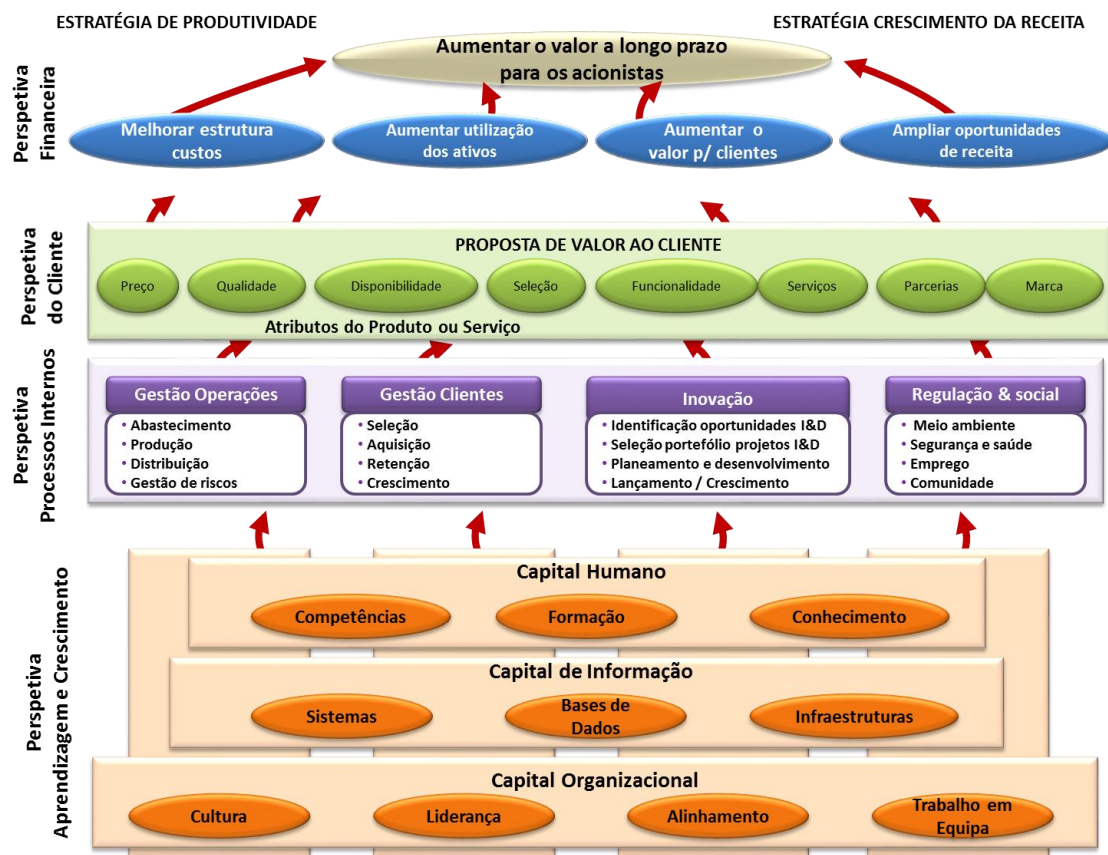 ESTRATÉGIA DE PRODUTIVIDADE
ESTRATÉGIA CRESCIMENTO DA RECEITA
Perspetiva
Financeira
Aumentar o valor a longo prazo
para os acionistas
Melhorar estrutura
custos
Aumentar utilização
dos ativos
Aumentar o
valor p/ clientes
Ampliar oportunidades
de receita
Perspetiva
do Cliente
PROPOSTA DE VALOR AO CLIENTE
Preço
Qualidade
Disponibilidade
Seleção
Funcionalidade
Serviços
Parcerias
Marca
Atributos do Produto ou Serviço
Perspetiva
Processos Internos
Gestão Operações
• Abastecimento
• Produção
• Distribuição
• Gestão de riscos
Gestão Clientes
• Seleção
• Aquisição
• Retenção
• Crescimento
Inovação
• Identificação oportunidades I&D
• Seleção portefólio projetos I&D
• Planeamento e desenvolvimento
• Lançamento / Crescimento
Regulação & social
• Meio ambiente
• Segurança e saúde
• Emprego
• Comunidade
Perspetiva
Aprendizagem e Crescimento
Capital Humano
Competências
Formação
Conhecimento
Capital de Informação
Sistemas
Bases de
Dados
Infraestruturas
Capital Organizacional
Cultura
Liderança
Alinhamento
Trabalho em
Equipa